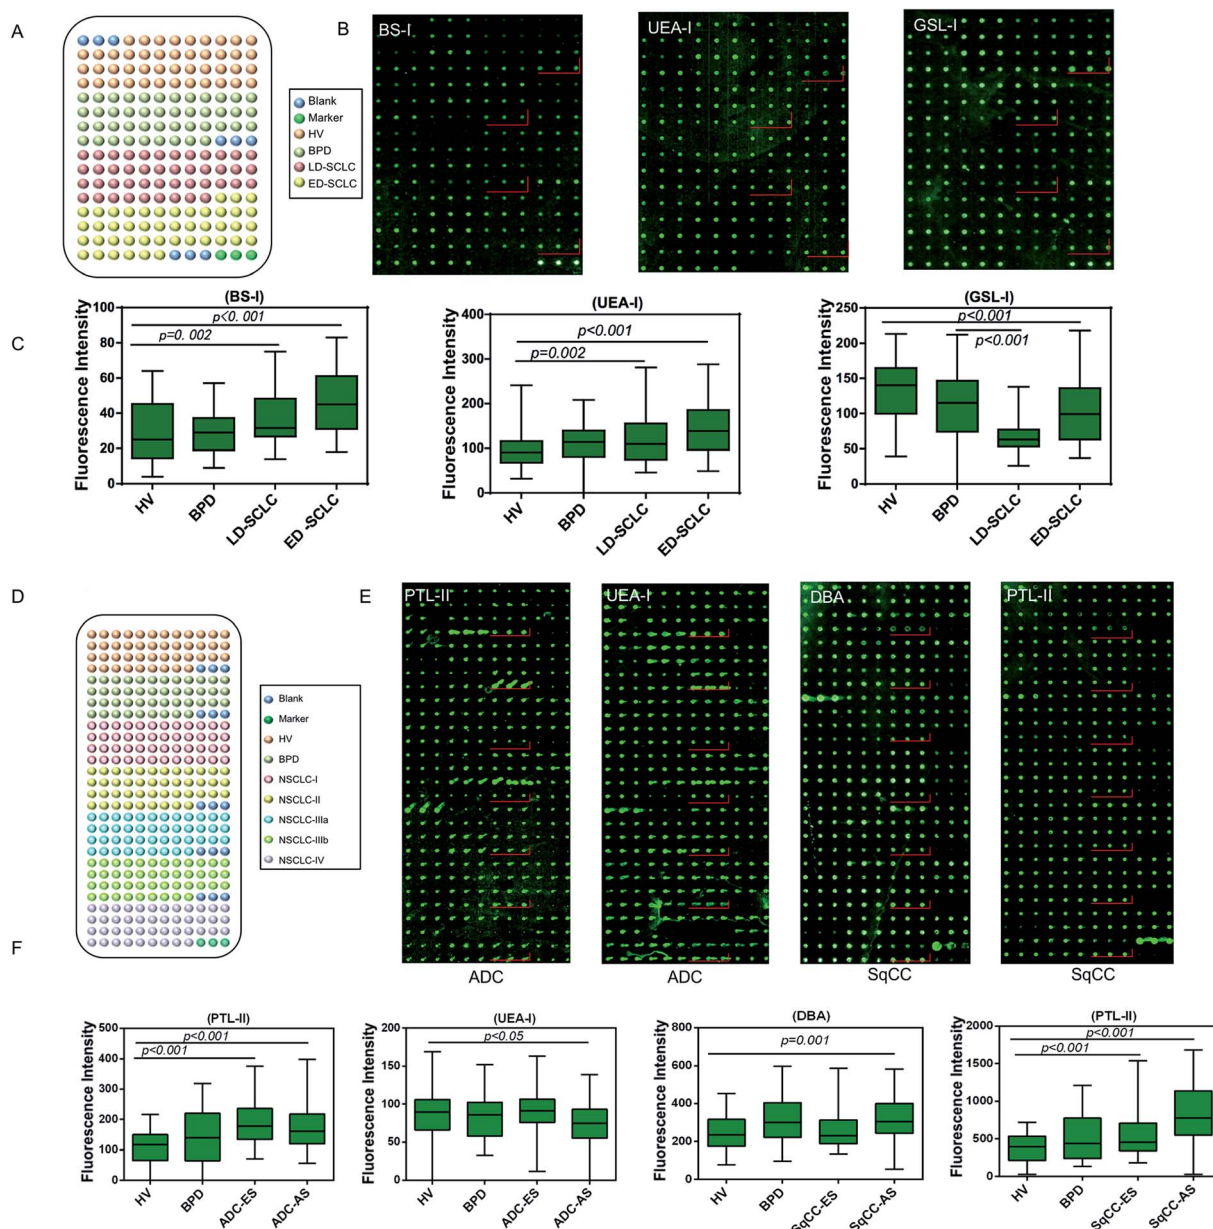 A
Blank
Marker
HV
BPD
LD-SCLC
ED-SCLC
B
BS-I
UEA-I
GSL-I
C
(BS-I)
Fluorescence Intensity
100
80
60
40
20
0
p<0. 001
p=0. 002
HV
BPD
LD-SCLC
ED -SCLC
(UEA-I)
Fluorescence Intensity
400
300
200
100
0
p<0.001
p=0.002
HV
BPD
LD-SCLC
ED-SCLC
(GSL-I)
Fluorescence Intensity
250
200
150
100
50
0
p<0.001
p<0.001
HV
BPD
LD-SCLC
ED-SCLC
D
Blank
Marker
HV
BPD
NSCLC-I
NSCLC-II
NSCLC-IIIa
NSCLC-IIIb
NSCLC-IV
E
PTL-II
UEA-I
DBA
PTL-II
ADC
ADC
SqCC
SqCC
F
(PTL-II)
Fluorescence Intensity
500
400
300
200
100
0
p<0.001
p<0.001
HV
BPD
ADC-ES
ADC-AS
(UEA-I)
Fluorescence Intensity
200
150
100
50
0
p<0.05
HV
BPD
ADC-ES
ADC-AS
(DBA)
Fluorescence Intensity
800
600
400
200
0
p=0.001
HV
BPD
SqCC-ES
SqCC-AS
(PTL-II)
Fluorescence Intensity
2000
1500
1000
500
0
p<0.001
p<0.001
HV
BPD
SqCC-ES
SqCC-AS